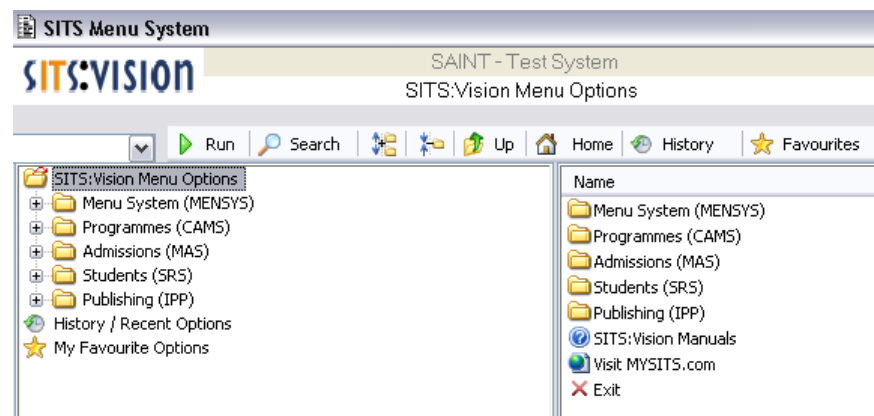 SITS Menu System
SITS:VISION
SAINT - Test System
SITS:Vision Menu Options
Run Search Up Home History Favourites
SITS:Vision Menu Options
Menu System (MENSYS)
Programmes (CAMS)
Admissions (MAS)
Students (SRS)
Publishing (IPP)
History / Recent Options
My Favourite Options
Name
Menu System (MENSYS)
Programmes (CAMS)
Admissions (MAS)
Students (SRS)
Publishing (IPP)
SITS:Vision Manuals
Visit MYSITS.com
Exit